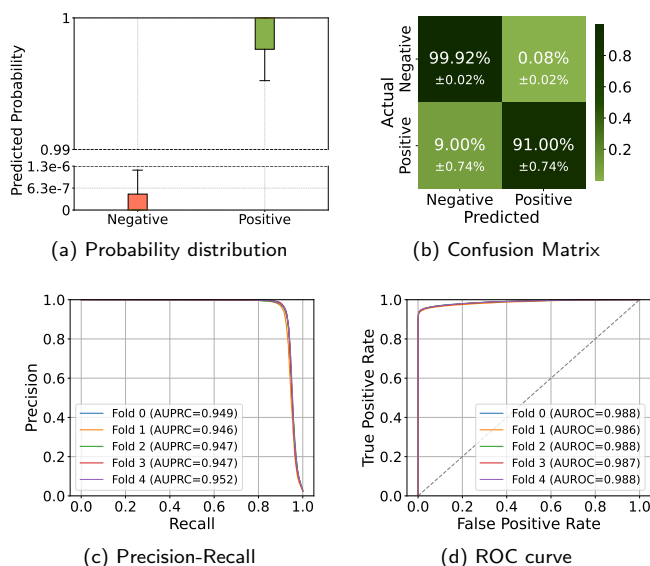 1
0.99
1.3e-6
6.3e-7
0
Predicted Probability
Negative
Positive
(a) Probability distribution
Actual
Negative
Positive
99.92%
±0.02%
0.08%
±0.02%
9.00%
±0.74%
91.00%
±0.74%
Negative
Positive
Predicted
0.8
0.6
0.4
0.2
(b) Confusion Matrix
1.0
0.8
0.6
0.4
0.2
0.0
Precision
Fold 0 (AUPRC=0.949)
Fold 1 (AUPRC=0.946)
Fold 2 (AUPRC=0.947)
Fold 3 (AUPRC=0.947)
Fold 4 (AUPRC=0.952)
0.0 0.2 0.4 0.6 0.8 1.0
Recall
(c) Precision-Recall
1.0
0.8
0.6
0.4
0.2
0.0
True Positive Rate
Fold 0 (AUROC=0.988)
Fold 1 (AUROC=0.986)
Fold 2 (AUROC=0.988)
Fold 3 (AUROC=0.987)
Fold 4 (AUROC=0.988)
0.0 0.2 0.4 0.6 0.8 1.0
False Positive Rate
(d) ROC curve